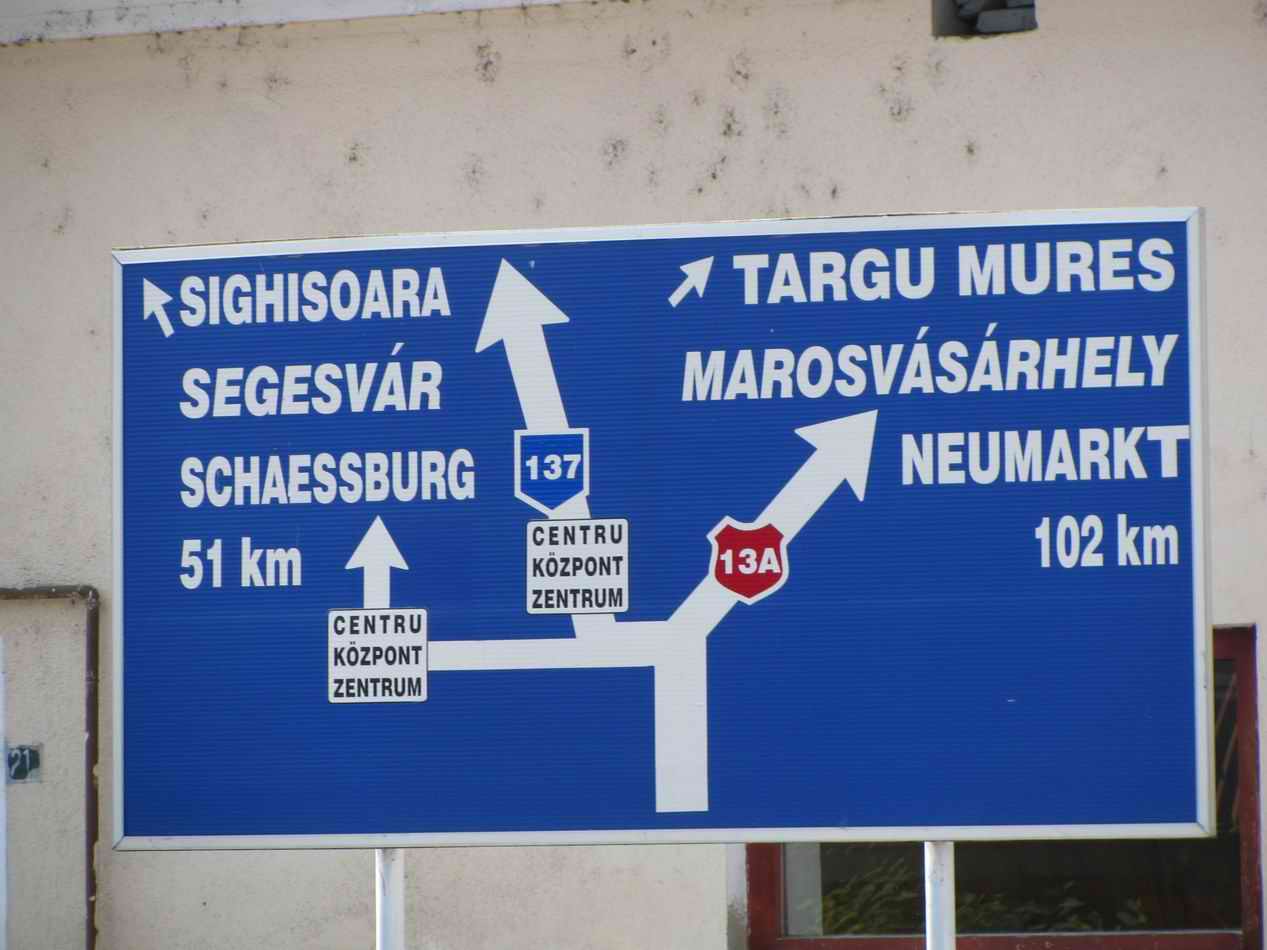 SIGHISOARA
SEGESVÁR
SCHAESSBURG
51 km
TARGU MURES
MAROSVÁSÁRHELY
NEUMARKT
102 km
137
CENTRU
KÖZPONT
ZENTRUM
13A
CENTRU
KÖZPONT
ZENTRUM
21